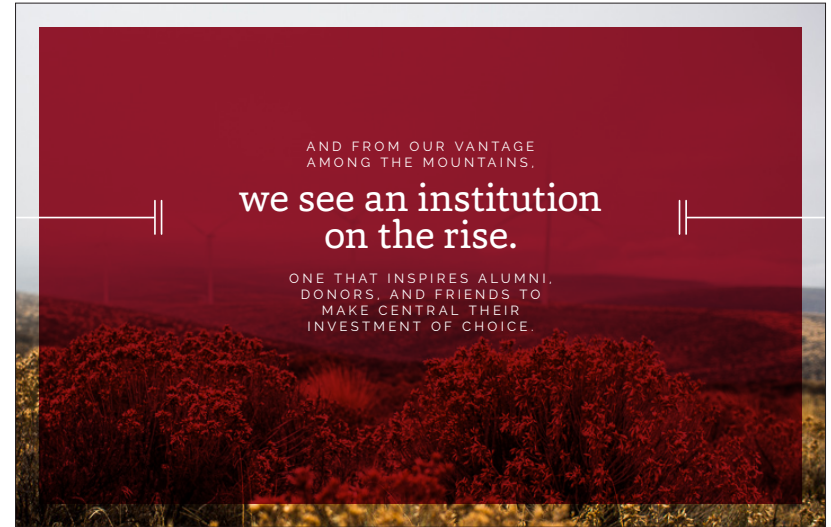 AND FROM OUR VANTAGE
AMONG THE MOUNTAINS,
we see an institution
on the rise.
ONE THAT INSPIRES ALUMNI,
DONORS, AND FRIENDS TO
MAKE CENTRAL THEIR
INVESTMENT OF CHOICE.